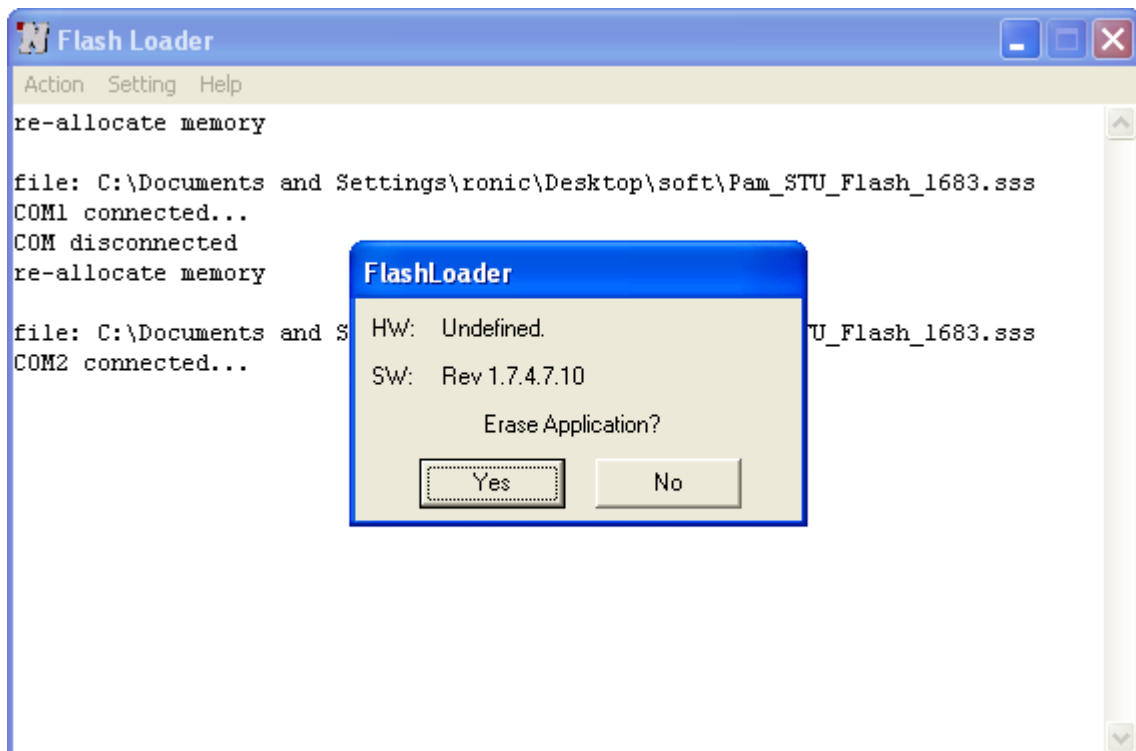 Flash Loader
Action Setting Help
re-allocate memory
file: C:\Documents and Settings\ronic\Desktop\soft\Pam_STU_Flash_1683.sss
COM1 connected...
COM disconnected
re-allocate memory
file: C:\Documents and S
U_Flash_1683.sss
COM2 connected...
FlashLoader
HW: Undefined.
SW: Rev 1.7.4.7.10
Erase Application?
Yes No